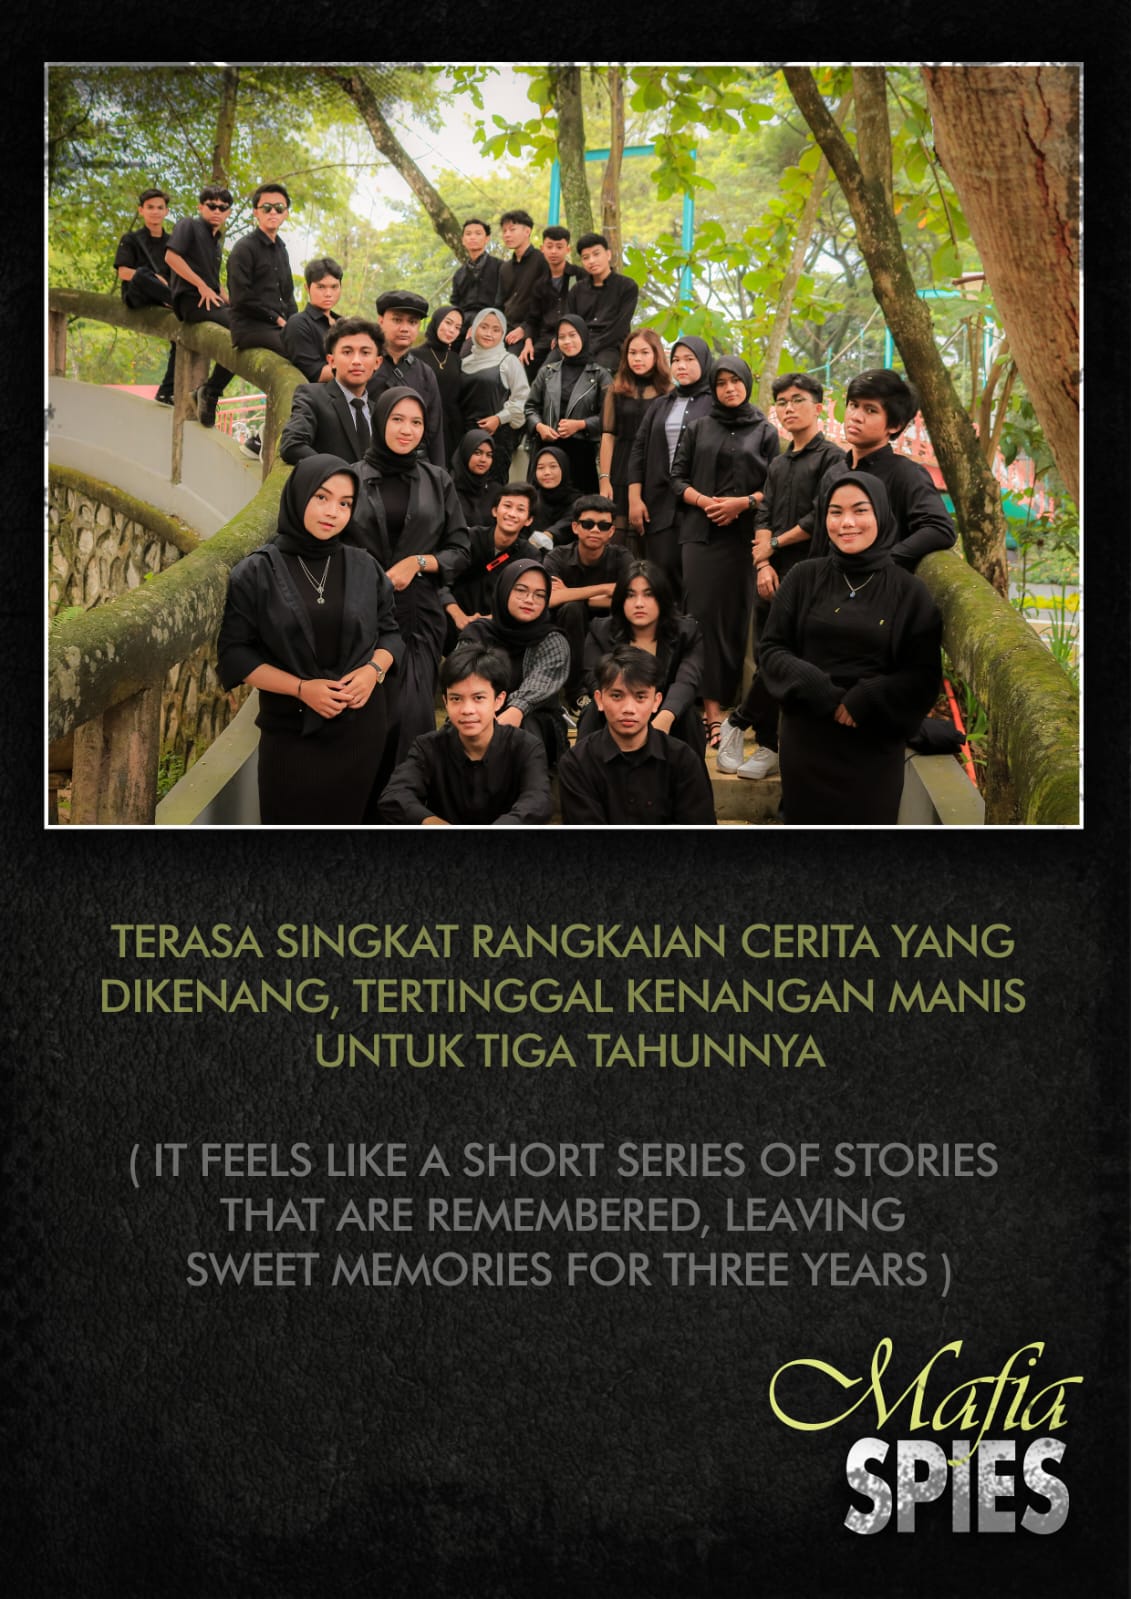 TERASA SINGKAT RANGKAIAN CERITA YANG
DIKENANG, TERTINGGAL KENANGAN MANIS
UNTUK TIGA TAHUNNYA
( IT FEELS LIKE A SHORT SERIES OF STORIES
THAT ARE REMEMBERED, LEAVING
SWEET MEMORIES FOR THREE YEARS )
Mafia
SPIES